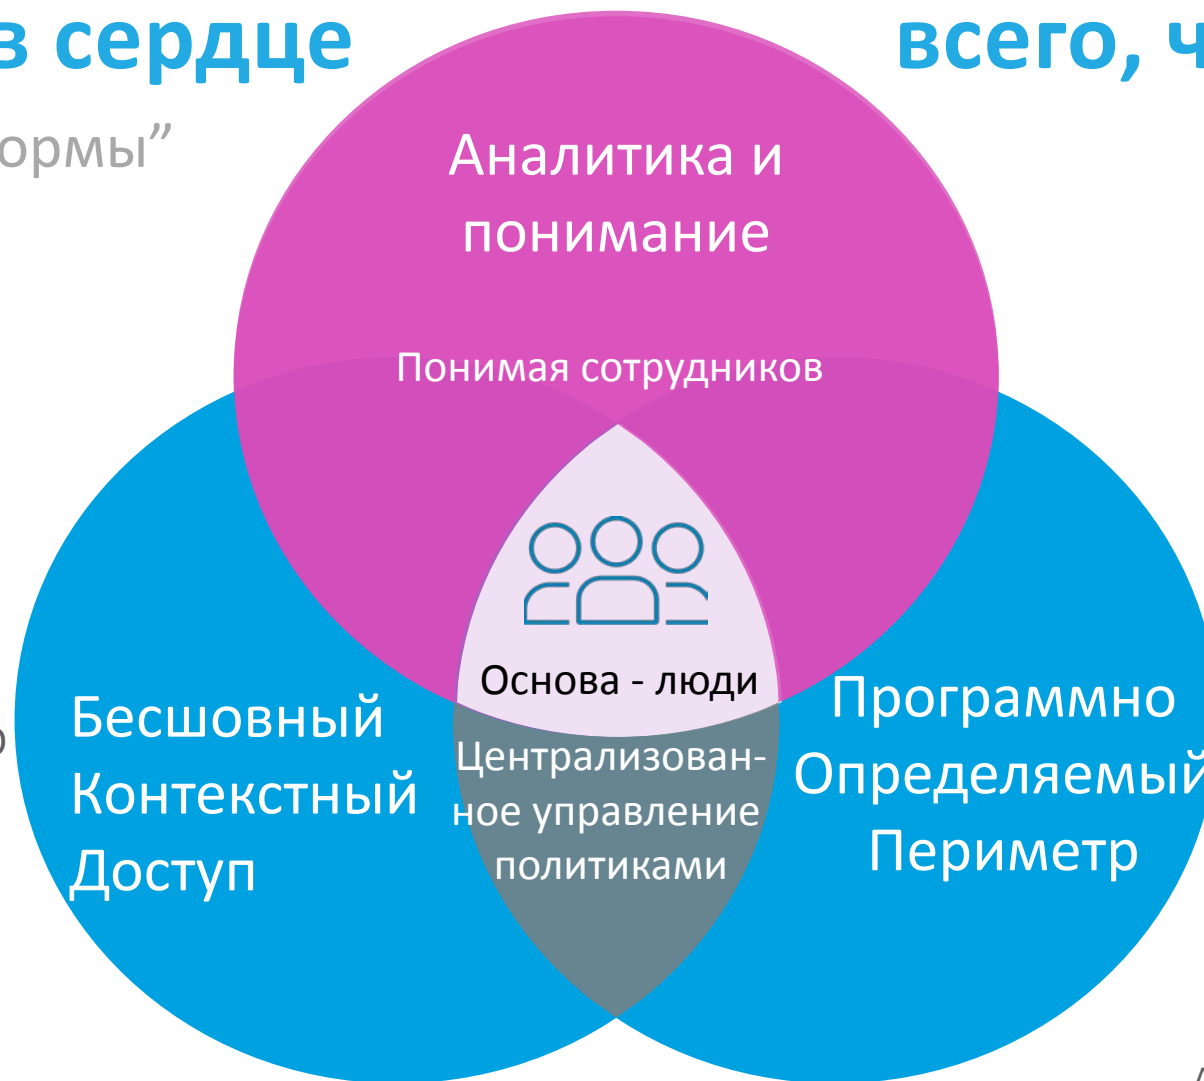 в сердце
всего, ч
ормы”
Аналитика и
понимание
Понимая сотрудников
Основа - люди
Бесшовный
Контекстный
Доступ
Централизован-
ное управление
политиками
Программно
Определяемый
Периметр